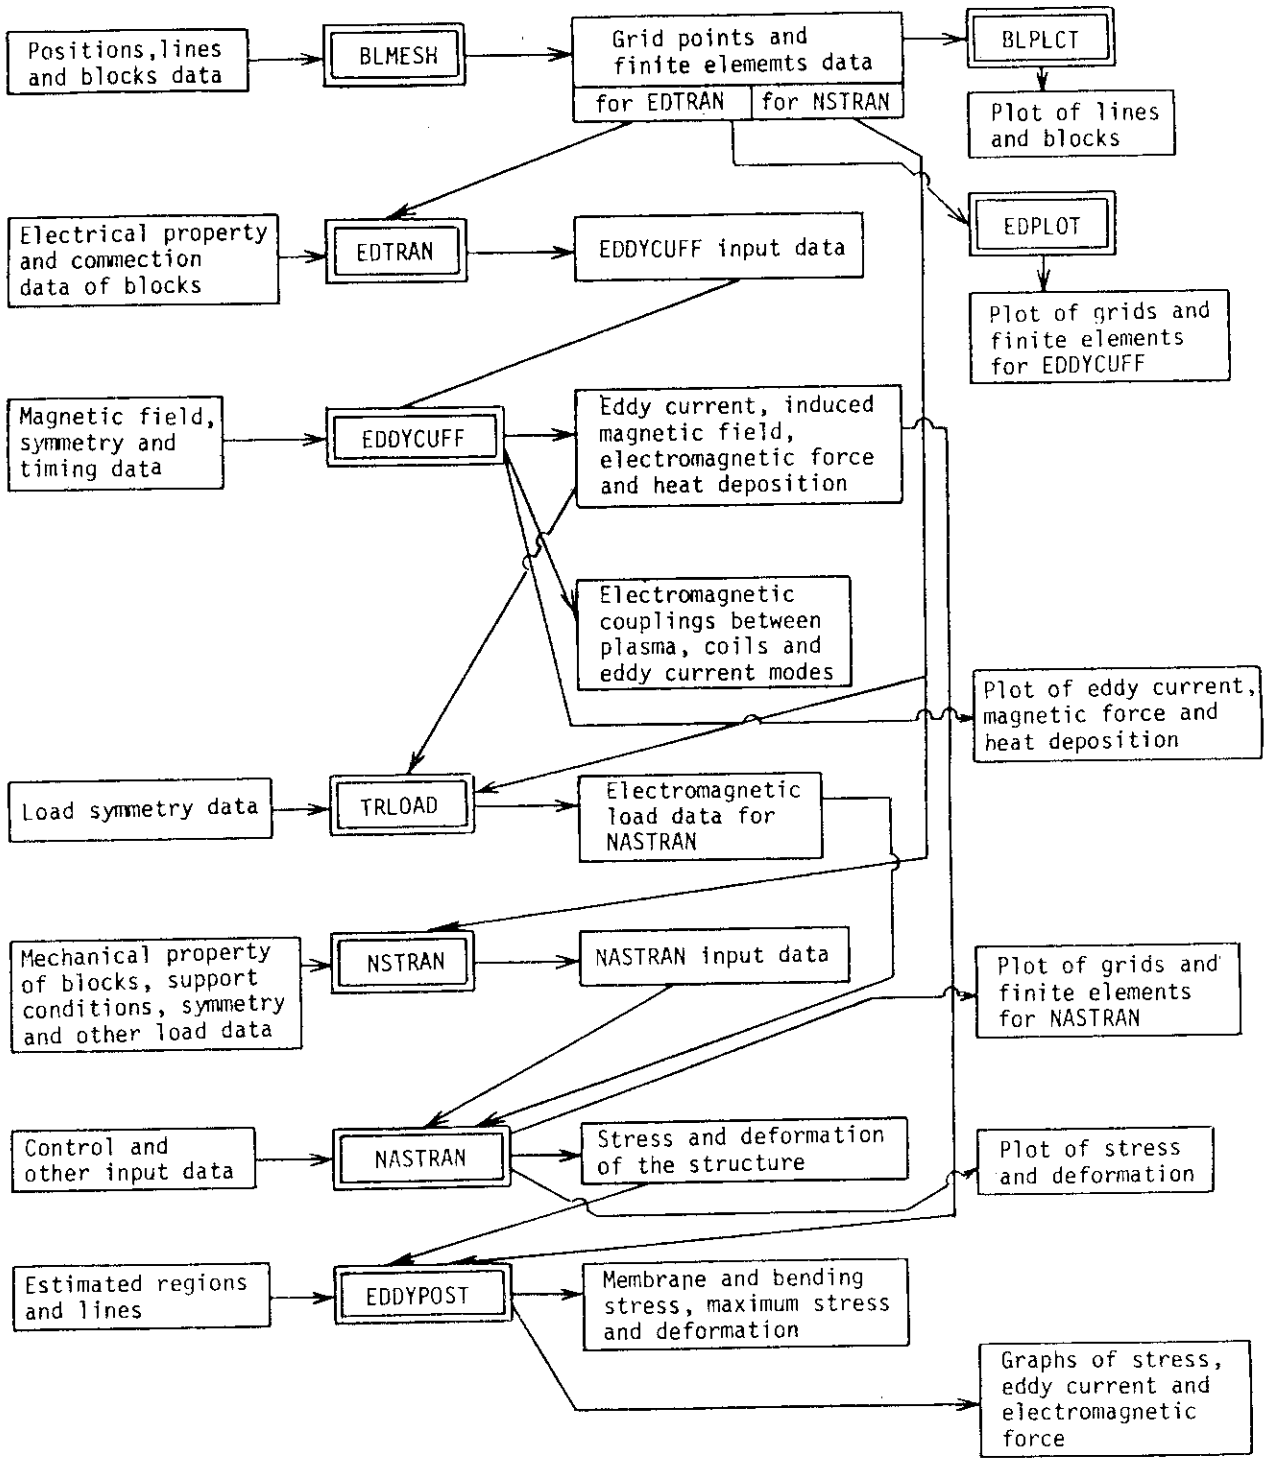 Positions,lines
and blocks data
BLMESH
Grid points and
finite elememts data
for EDTRAN
for NSTRAN
BLPLCT
Plot of lines
and blocks
Electrical property
and commection
data of blocks
EDTRAN
EDDYCUFF input data
EDPLOT
Plot of grids and
finite elements
for EDDYCUFF
Magnetic field,
symmetry and
timing data
EDDYCUFF
Eddy current, induced
magnetic field,
electromagnetic force
and heat deposition
Electromagnetic
couplings between
plasma, coils and
eddy current modes
Plot of eddy current,
magnetic force and
heat deposition
Load symmetry data
TRLOAD
Electromagnetic
load data for
NASTRAN
Mechanical property
of blocks, support
conditions, symmetry
and other load data
NSTRAN
NASTRAN input data
Plot of grids and
finite elements
for NASTRAN
Control and
other input data
NASTRAN
Stress and deformation
of the structure
Plot of stress
and deformation
Estimated regions
and lines
EDDYPOST
Membrane and bending
stress, maximum stress
and deformation
Graphs of stress,
eddy current and
electromagnetic
force